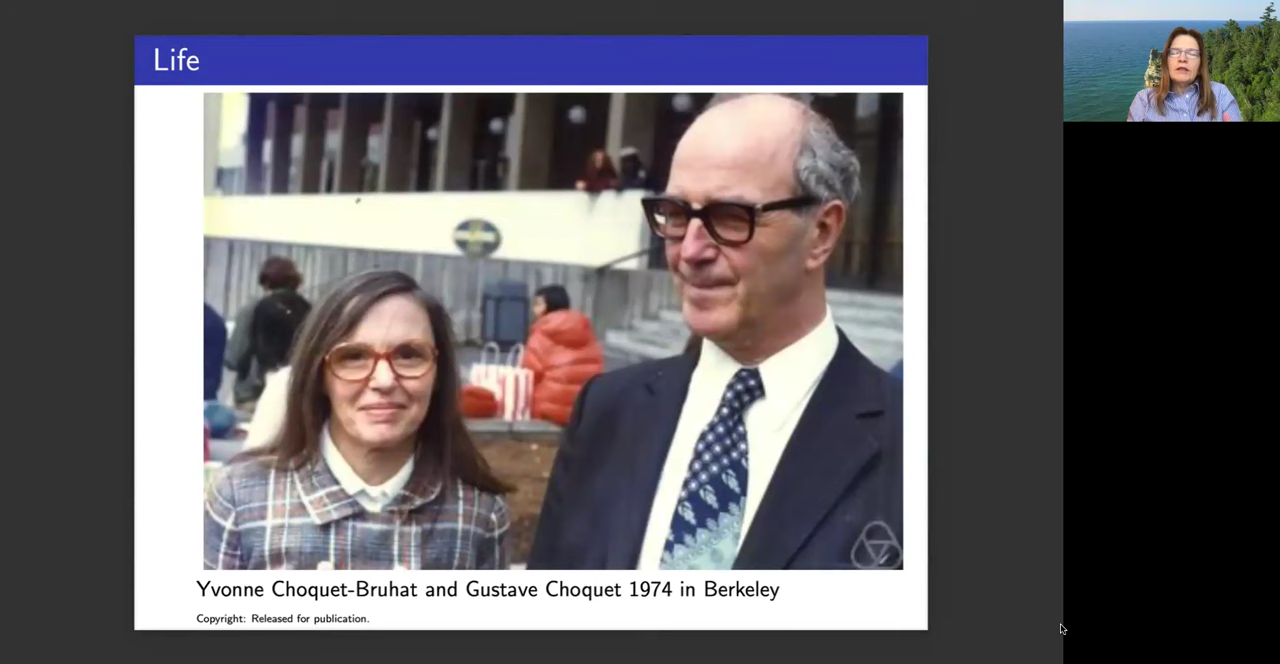 Life
Yvonne Choquet-Bruhat and Gustave Choquet 1974 in Berkeley
Copyright: Released for publication.